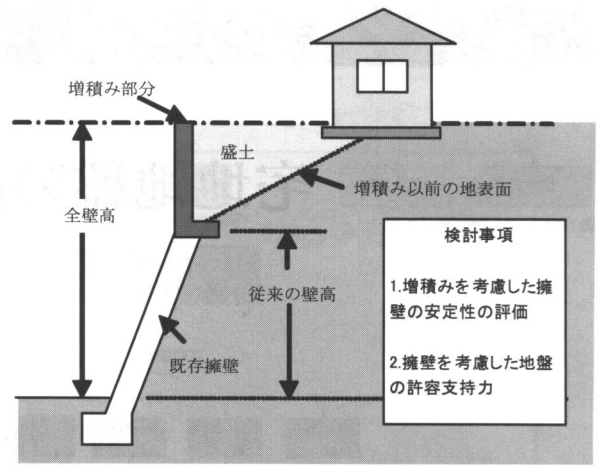 増積み部分
盛土
増積み以前の地表面
全壁高
従来の壁高
既存擁壁
検討事項
1.増積みを考慮した擁
壁の安定性の評価
2.擁壁を考慮した地盤
の許容支持力